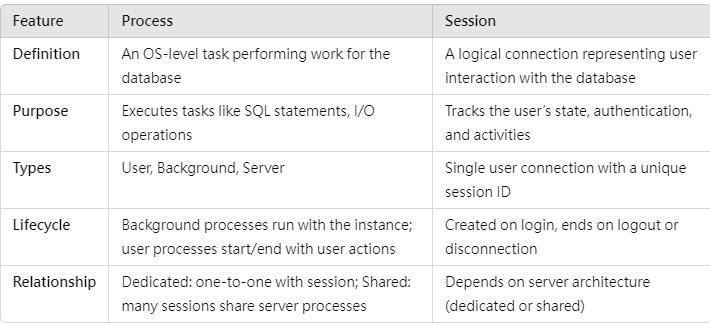 Feature Process Session
Definition An OS-level task performing work for the A logical connection representing user
database interaction with the database
Purpose Executes tasks like SQL statements, I/O Tracks the user's state, authentication,
operations and activities
Types User, Background, Server Single user connection with a unique
session ID
Lifecycle Background processes run with the instance; Created on login, ends on logout or
user processes start/end with user actions disconnection
Relationship Dedicated: one-to-one with session; Shared: Depends on server architecture
many sessions share server processes (dedicated or shared)